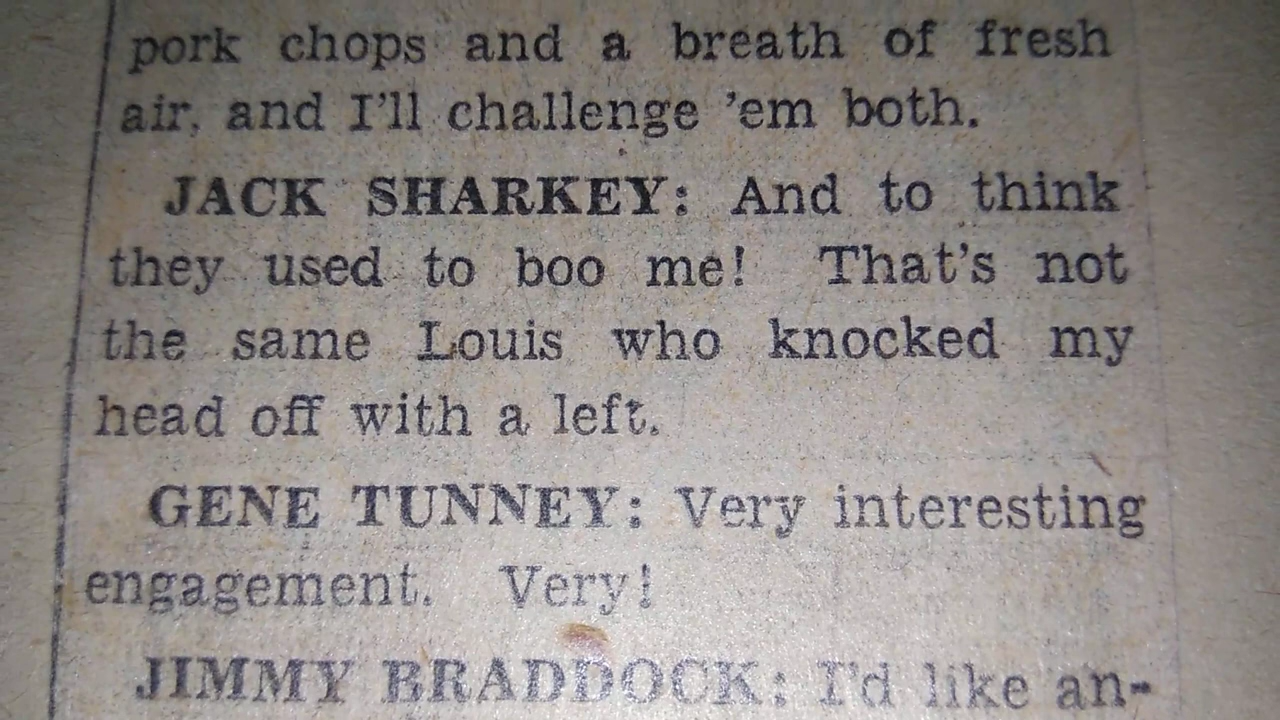 pork chops and a breath of fresh
air, and I'll challenge 'em both.
JACK SHARKEY: And to think
they used to boo me! That's not
the same Louis who knocked my
head off with a left.
GENE TUNNEY: Very interesting
engagement. Very!
JIMMY BRADDOCK: I'd like an-